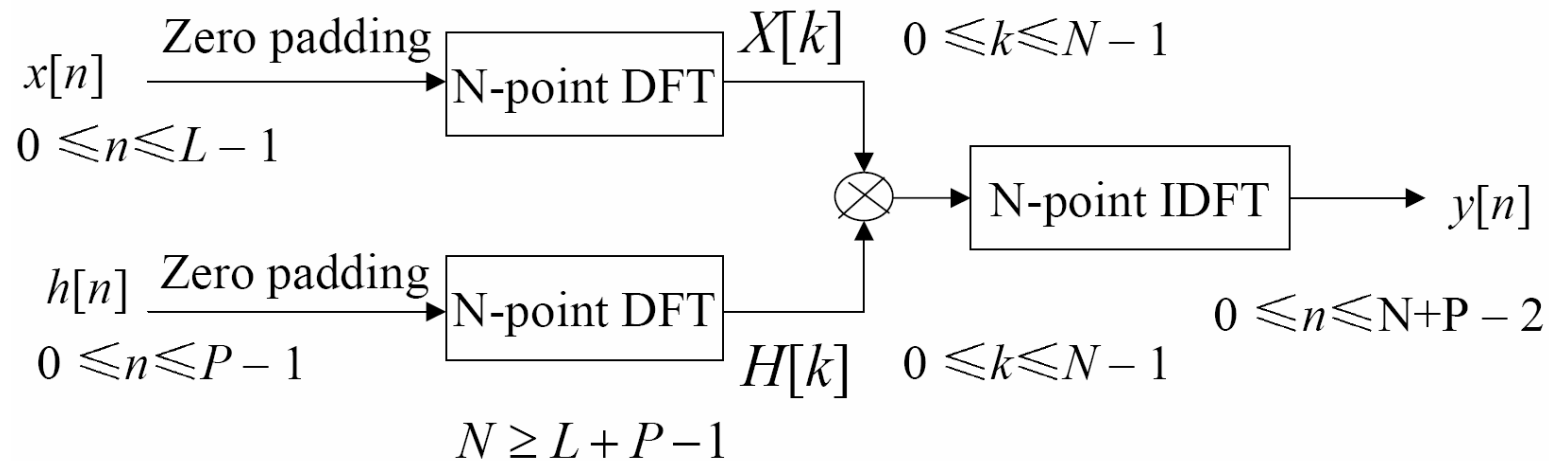 Zero padding
x[n]
0 ≤n≤L – 1
N-point DFT
X[k] 0 ≤k≤N – 1
h[n]
Zero padding
0 ≤n≤P – 1
N-point DFT
H[k] 0 ≤k≤N – 1
N ≥ L + P −1
N-point IDFT
y[n]
0 ≤n≤N+P – 2